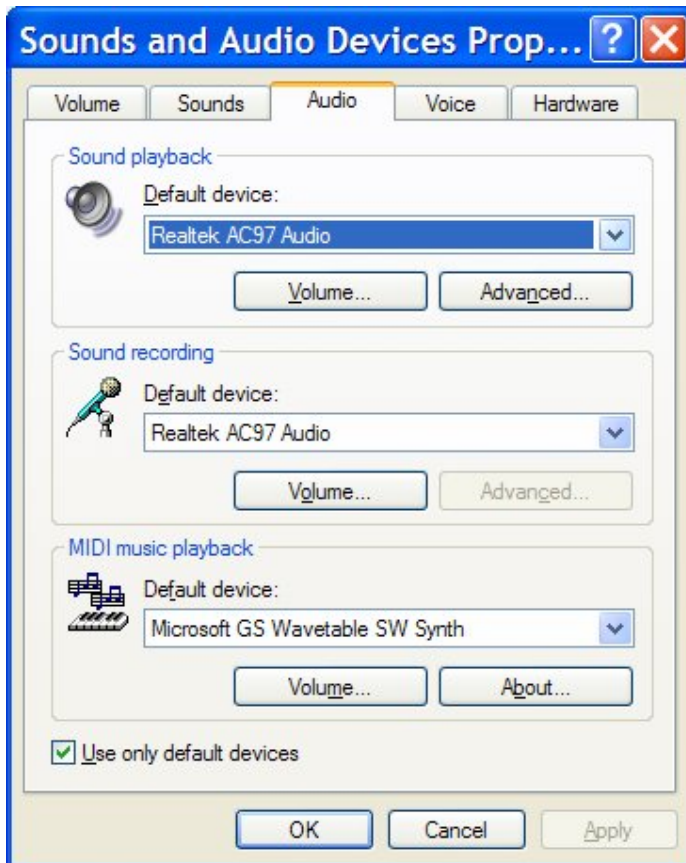 Sounds and Audio Devices Prop...
Volume Sounds Audio Voice Hardware
Sound playback
Default device:
Realtek AC97 Audio
Volume... Advanced...
Sound recording
Default device:
Realtek AC97 Audio
Volume... Advanced...
MIDI music playback
Default device:
Microsoft GS Wavetable SW Synth
Volume... About...
Use only default devices
OK Cancel Apply